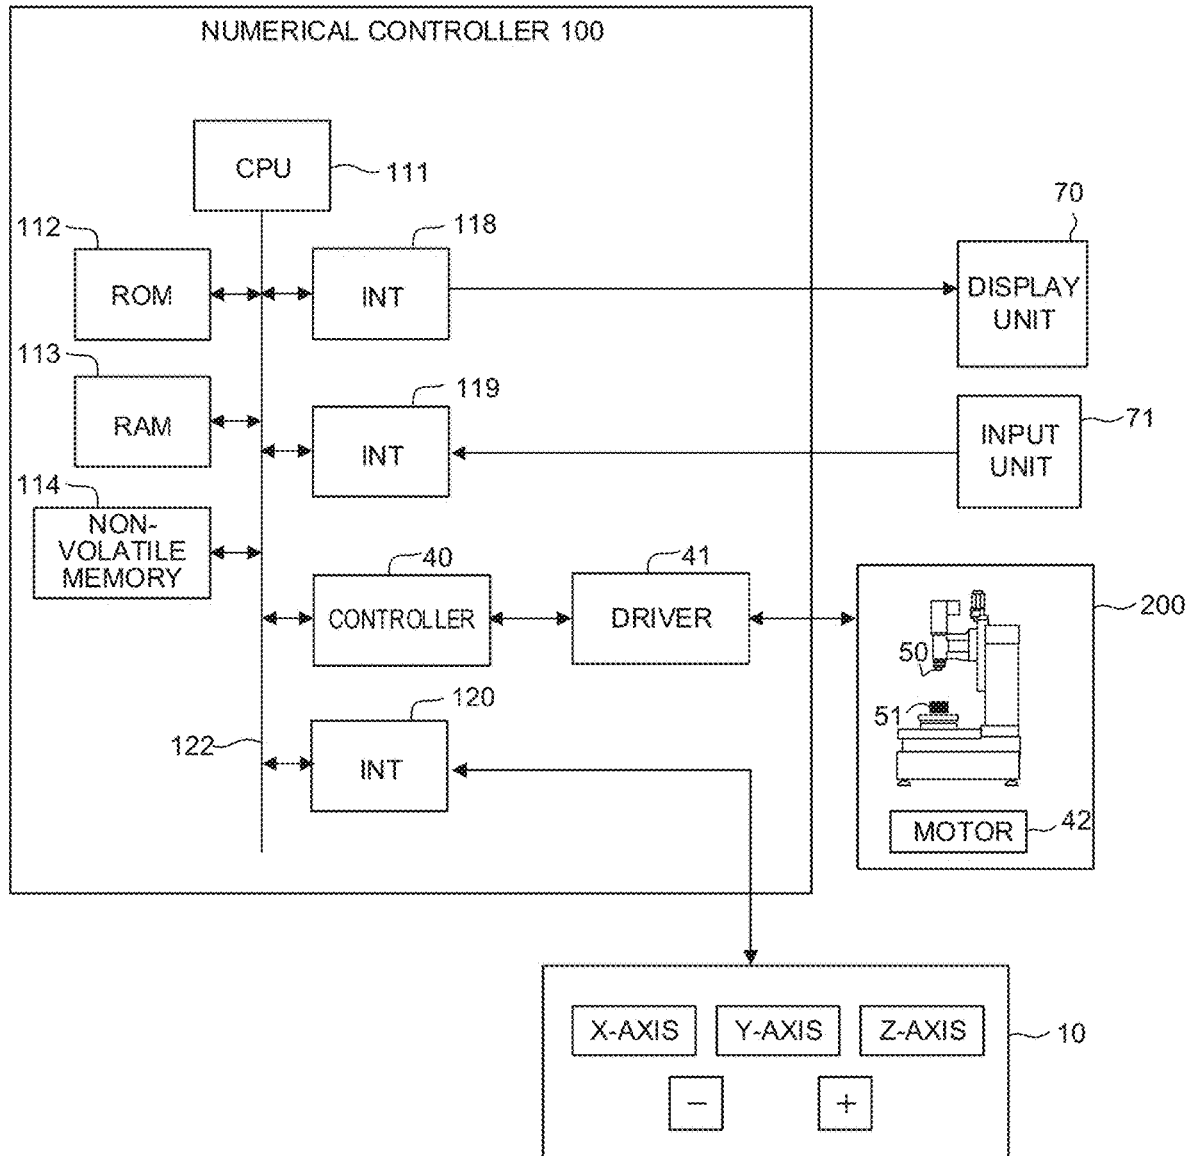 NUMERICAL CONTROLLER 100
CPU
111
112
ROM
118
INT
70
DISPLAY
UNIT
113
RAM
119
INT
INPUT
UNIT
71
114
NON-
VOLATILE
MEMORY
40
CONTROLLER
41
DRIVER
200
50
51
MOTOR
42
120
INT
122
X-AXIS
Y-AXIS
Z-AXIS
10
−
+